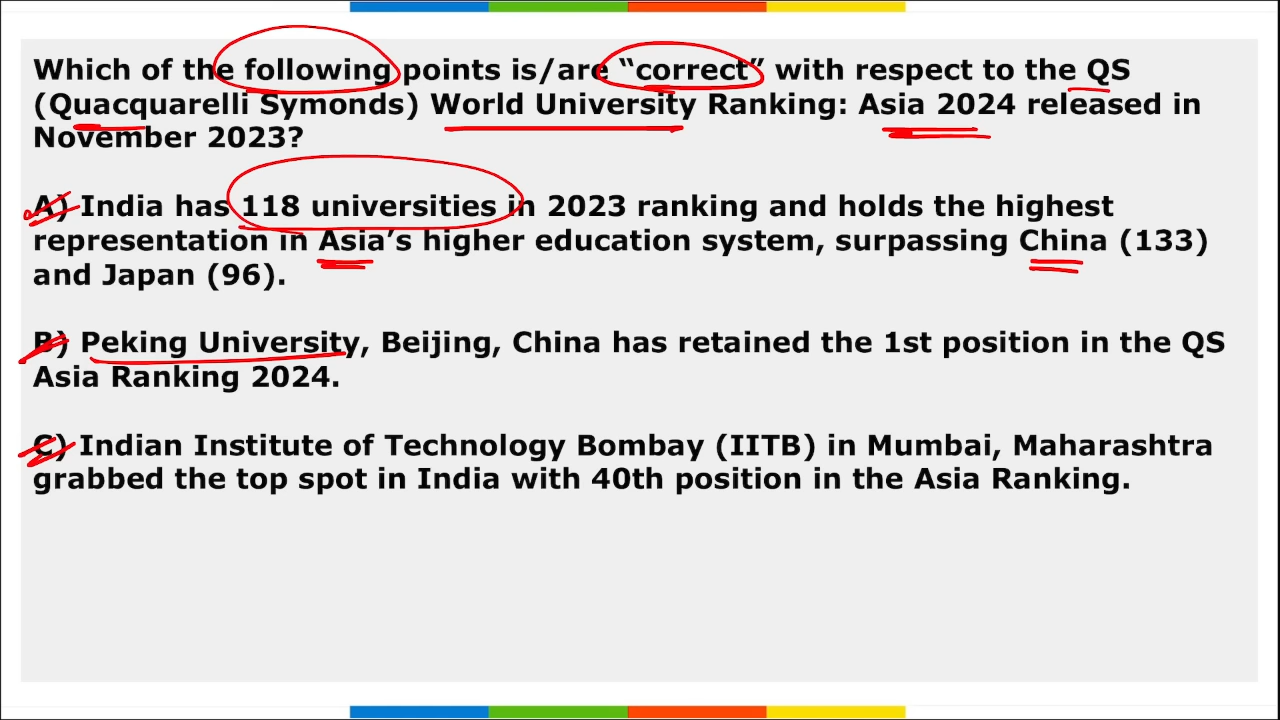 Which of the following points is/are “correct” with respect to the QS
(Quacquarelli Symonds) World University Ranking: Asia 2024 released in
November 2023?
A) India has 118 universities in 2023 ranking and holds the highest
representation in Asia’s higher education system, surpassing China (133)
and Japan (96).
B) Peking University, Beijing, China has retained the 1st position in the QS
Asia Ranking 2024.
C) Indian Institute of Technology Bombay (IITB) in Mumbai, Maharashtra
grabbed the top spot in India with 40th position in the Asia Ranking.